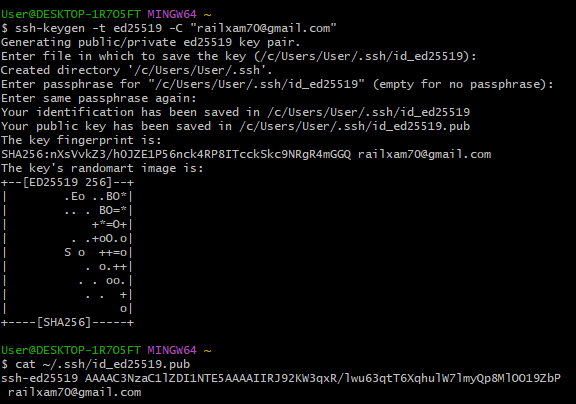 User@DESKTOP-1R7O5FT MINGW64 ~
$ ssh-keygen -t ed25519 -C "railxam70@gmail.com"
Generating public/private ed25519 key pair.
Enter file in which to save the key (/c/Users/User/.ssh/id_ed25519):
Created directory '/c/Users/User/.ssh'.
Enter passphrase for "/c/Users/User/.ssh/id_ed25519" (empty for no passphrase):
Enter same passphrase again:
Your identification has been saved in /c/Users/User/.ssh/id_ed25519
Your public key has been saved in /c/Users/User/.ssh/id_ed25519.pub
The key fingerprint is:
SHA256:nXsVvkZ3/hOJZE1P56nck4RP8ITcckSkc9NRgR4mGGQ railxam70@gmail.com
The key's randomart image is:
+--[ED25519 256]--+
|        .Eo ..BO*|
|        .. . BO=*|
|            +*=O+|
|         . .+oO.o|
|        S o  ++=o|
|           . o.++|
|          . . oo.|
|           . .  +|
|                o|
+----[SHA256]-----+
User@DESKTOP-1R7O5FT MINGW64 ~
$ cat ~/.ssh/id_ed25519.pub
ssh-ed25519 AAAAC3NzaC1lZDI1NTE5AAAAIIRJ92KW3qxR/lwu63qtT6XqhulW7lmyQp8MlOO19ZbP
railxam70@gmail.com